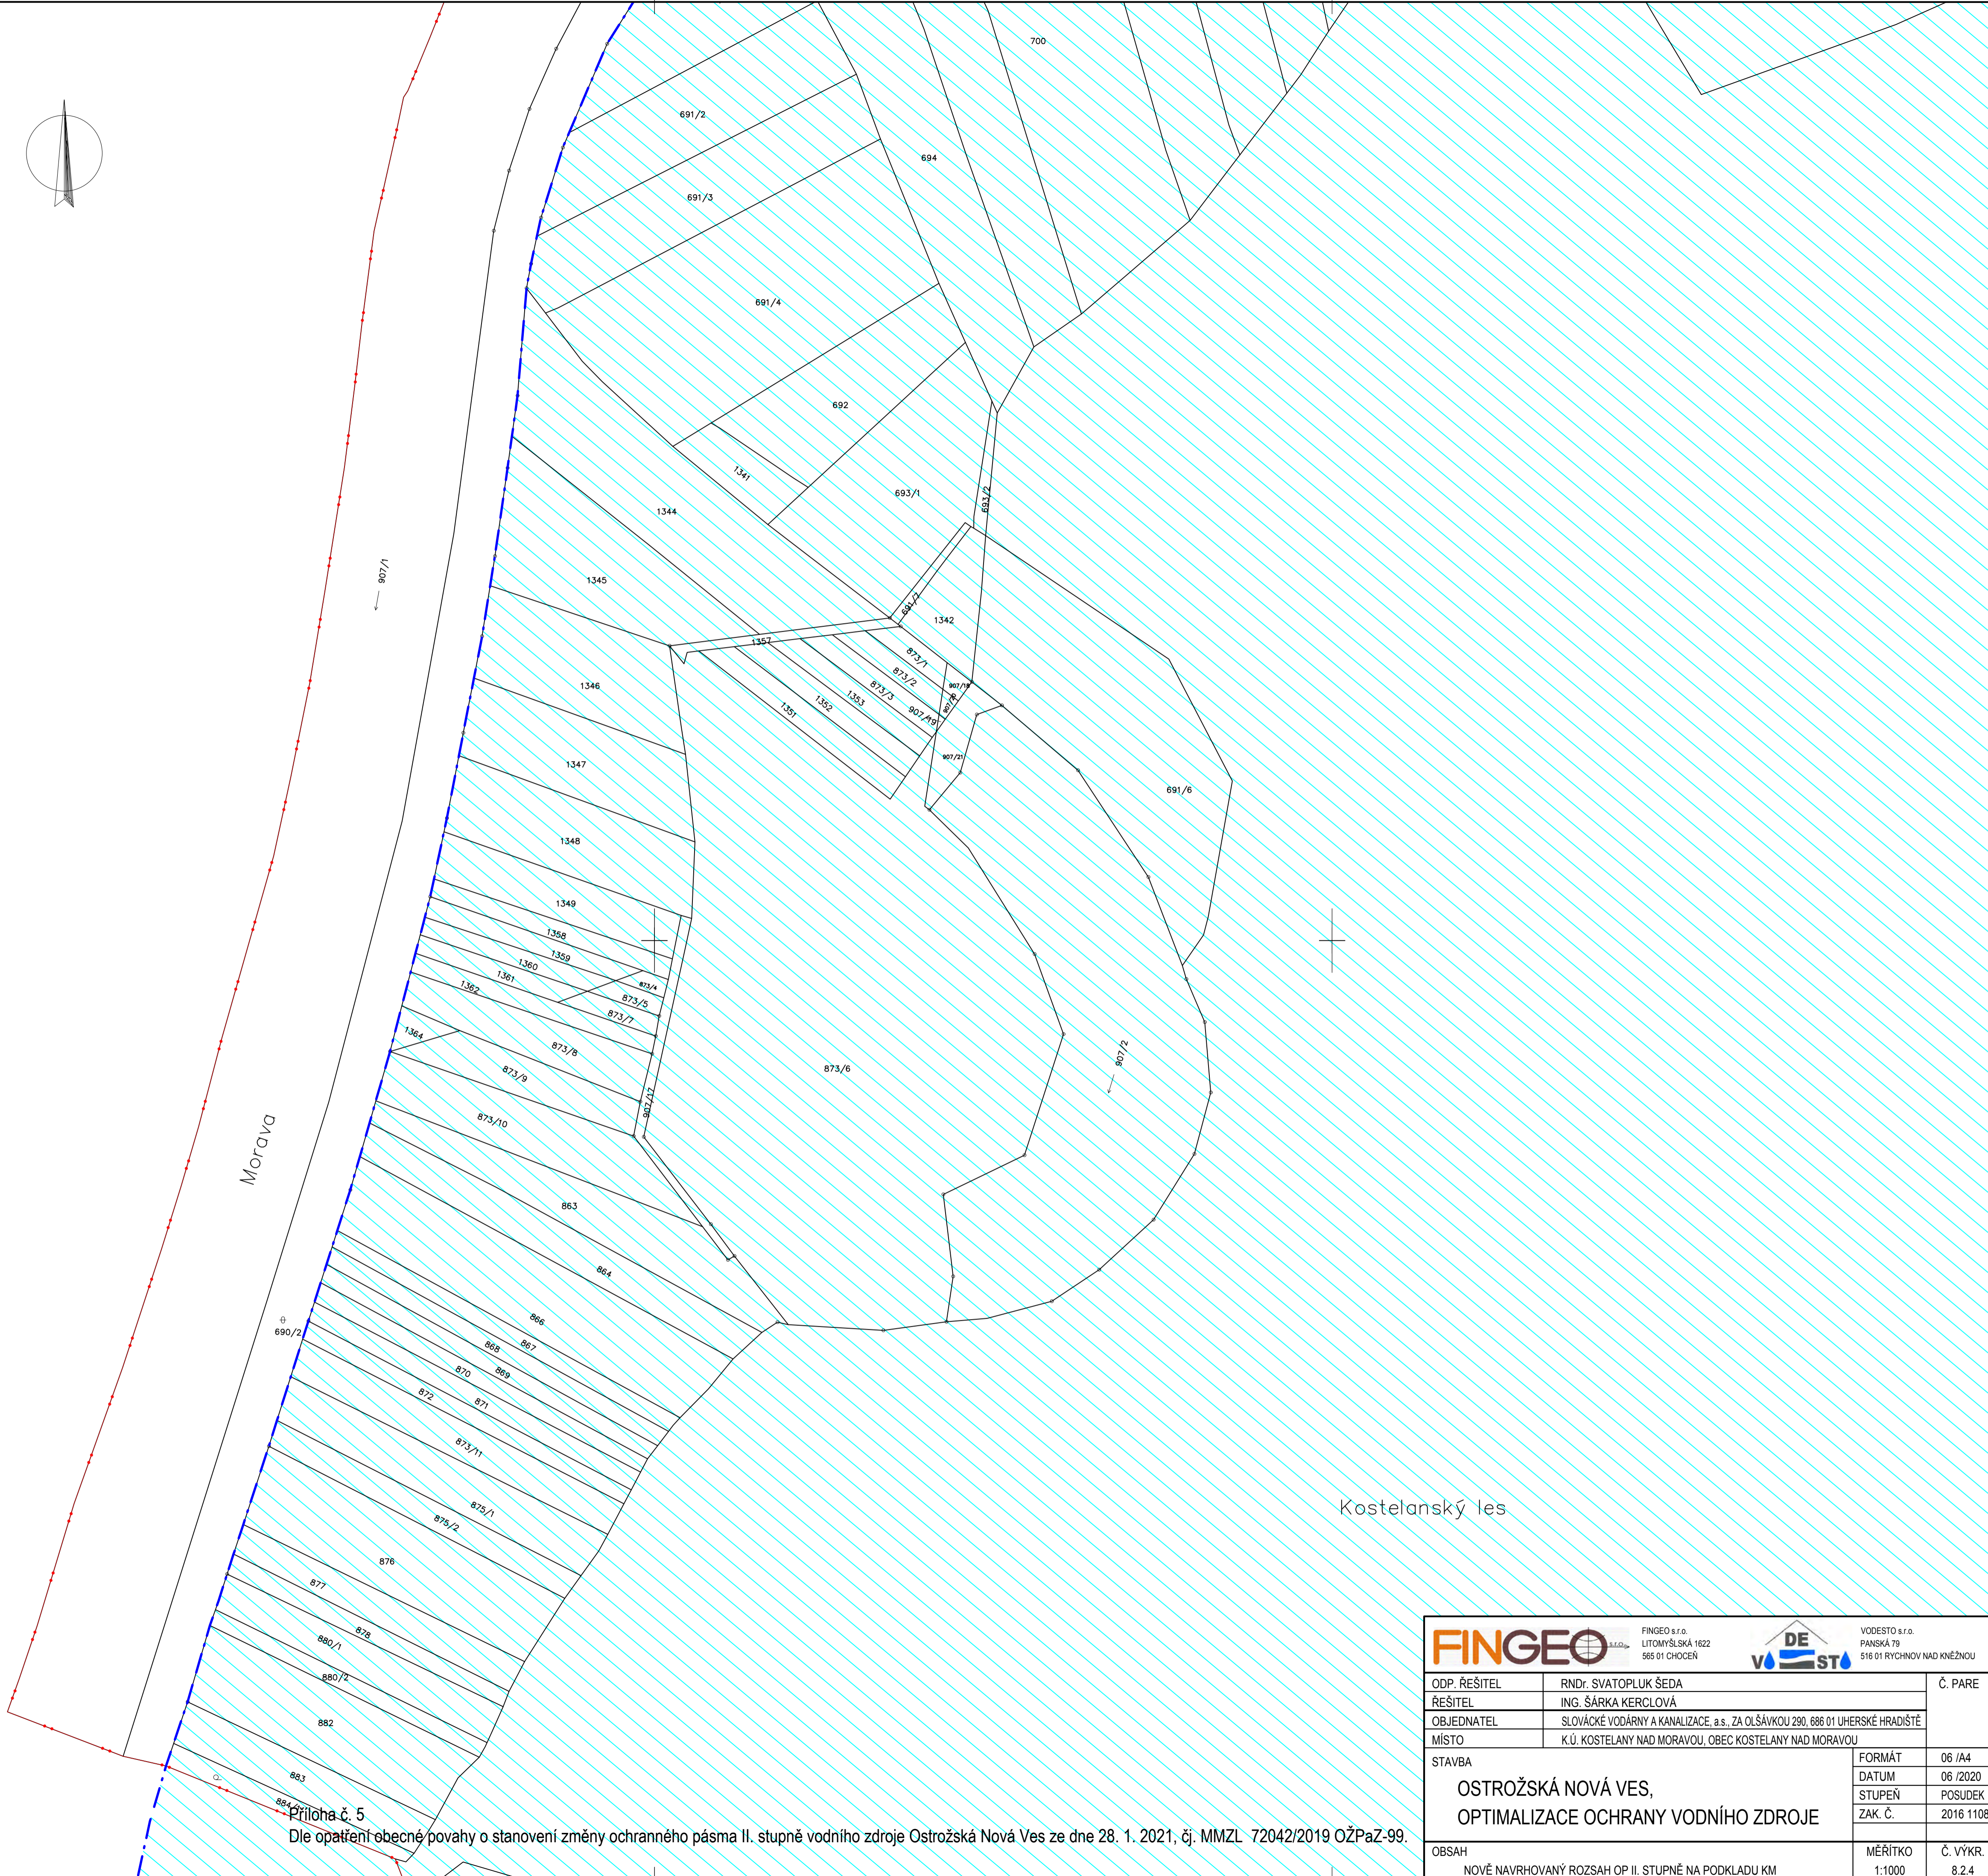 700
691/2
694
691/3
691/4
692
1341
693/1
693/2
1344
907/1
1345
691/7
1342
1357
873/1
873/2
873/3
1353
1352
1351
907/18
907/19
907/21
1346
1347
691/6
1348
1349
1358
1359
1360
1361
1362
873/4
873/5
873/7
1364
873/8
873/9
873/6
907/2
907/17
873/10
Morava
863
864
690/2
866
867
868
869
870
871
872
873/11
875/1
875/2
Kostelanský les
876
877
878
880/1
880/2
882
883
Příloha č. 5
Dle opatření obecné povahy o stanovení změny ochranného pásma II. stupně vodního zdroje Ostrožská Nová Ves ze dne 28. 1. 2021, čj. MMZL 72042/2019 OŽPaZ-99.
FINGEO s.r.o.
FINGEO s.r.o.
LITOMYŠLSKÁ 1622
565 01 CHOCEŇ
VODESTO
VODESTO s.r.o.
PANSKÁ 79
516 01 RYCHNOV NAD KNĚŽNOU
ODP. ŘEŠITEL RNDr. SVATOPLUK ŠEDA Č. PARE
ŘEŠITEL ING. ŠÁRKA KERCLOVÁ
OBJEDNATEL SLOVÁCKÉ VODÁRNY A KANALIZACE, a.s., ZA OLŠÁVKOU 290, 686 01 UHERSKÉ HRADIŠTĚ
MÍSTO K.Ú. KOSTELANY NAD MORAVOU, OBEC KOSTELANY NAD MORAVOU
STAVBA
OSTROŽSKÁ NOVÁ VES,
OPTIMALIZACE OCHRANY VODNÍHO ZDROJE
FORMÁT 06 /A4
DATUM 06 /2020
STUPEŇ POSUDEK
ZAK. Č. 2016 1108
OBSAH
NOVĚ NAVRHOVANÝ ROZSAH OP II. STUPNĚ NA PODKLADU KM
MĚŘÍTKO Č. VÝKR.
1:1000 8.2.4